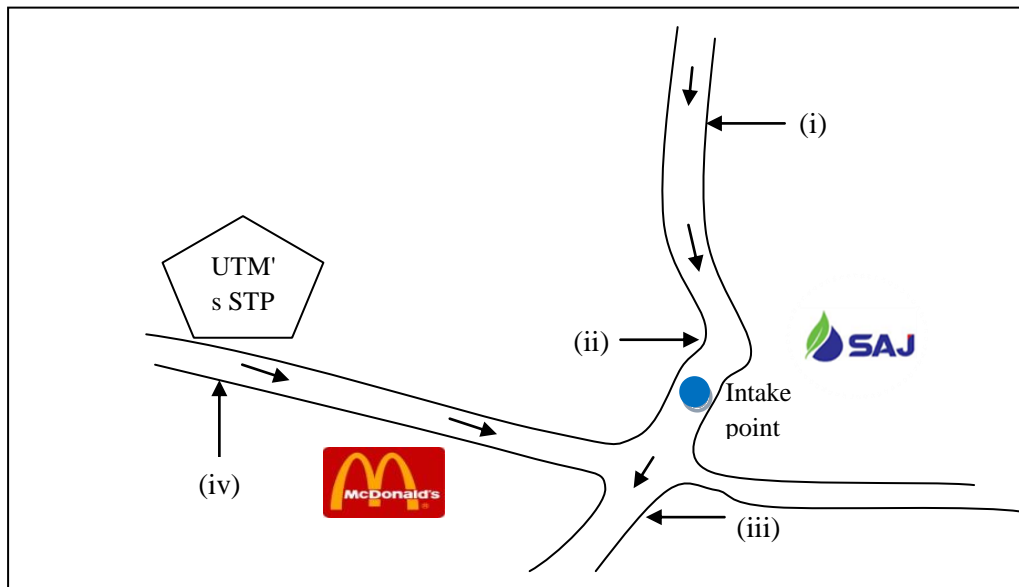 (i)
UTM'
s STP
(ii)
SAJ
Intake
point
(iv)
McDonald's
(iii)